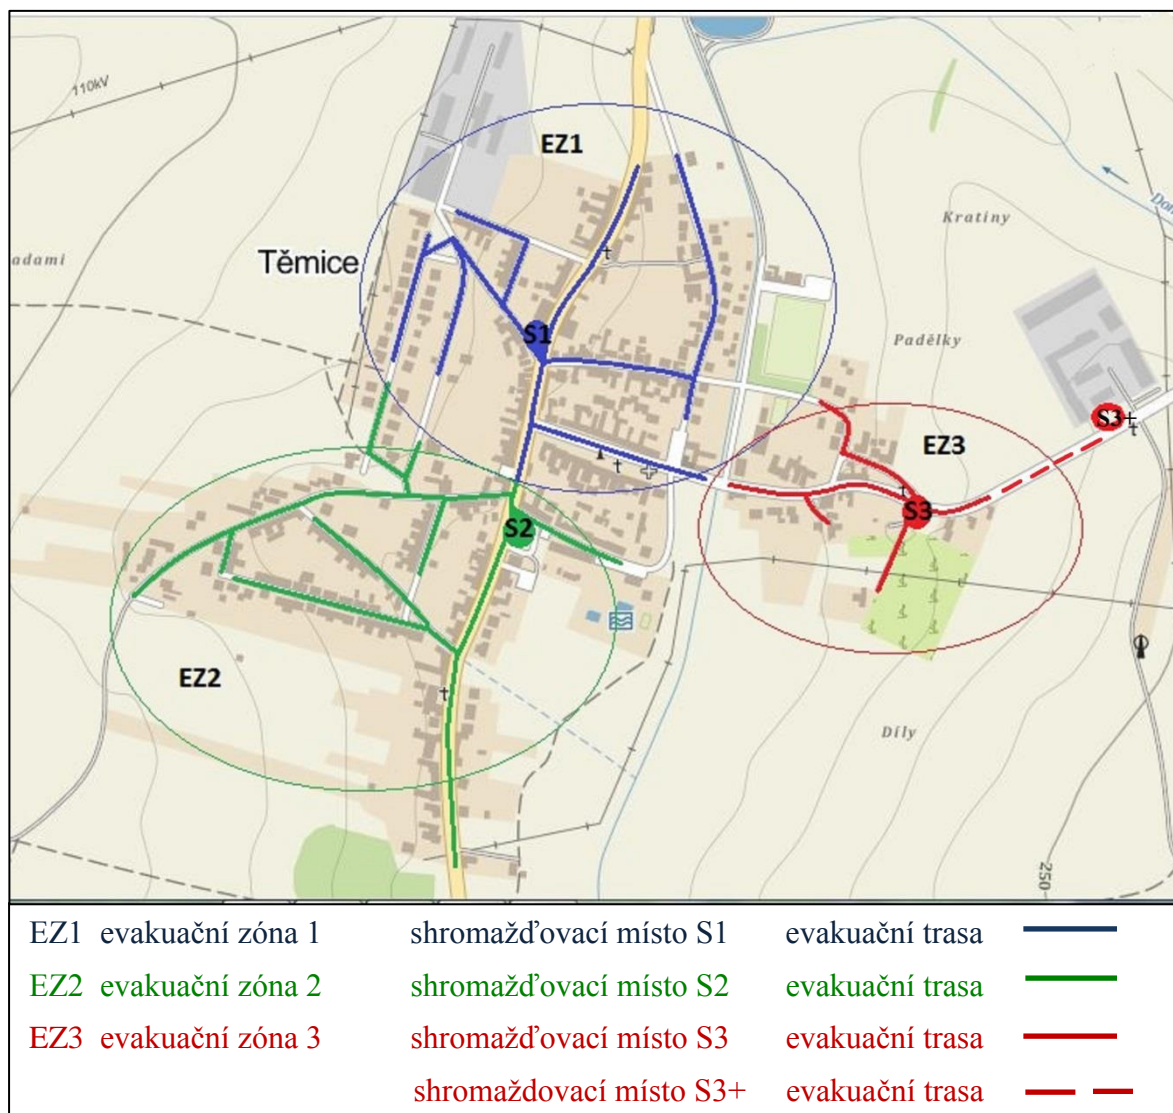 110kV
EZ1
Kratiny
Těmice
adami
Don
S1
Padělky
S3+
EZ3
S3
S2
EZ2
Díly
250
EZ1 evakuační zóna 1 shromažďovací místo S1 evakuační trasa
EZ2 evakuační zóna 2 shromažďovací místo S2 evakuační trasa
EZ3 evakuační zóna 3 shromažďovací místo S3 evakuační trasa
shromaždovací místo S3+ evakuační trasa